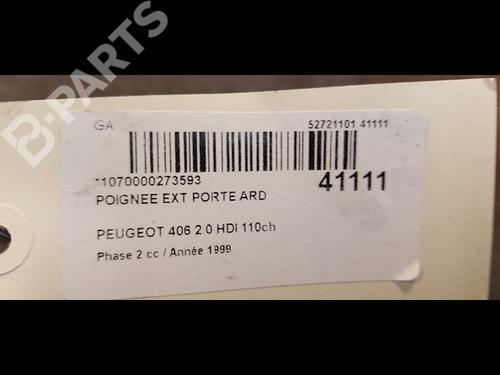 B-PARTS
GA
52721101 41111
*1070000273593
41111
POIGNEE EXT PORTE ARD
PEUGEOT 406 2.0 HDI 110ch
Phase 2 cc / Année 1999